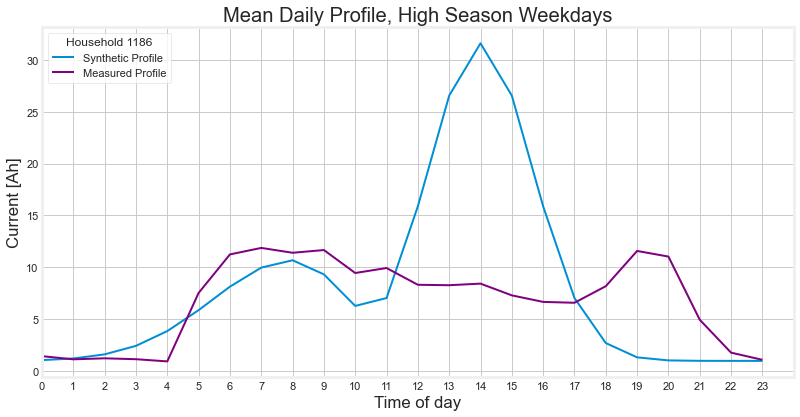 Mean Daily Profile, High Season Weekdays
Household 1186
Synthetic Profile
Measured Profile
Current [Ah]
30
25
20
15
10
5
0
0 1 2 3 4 5 6 7 8 9 10 11 12 13 14 15 16 17 18 19 20 21 22 23
Time of day